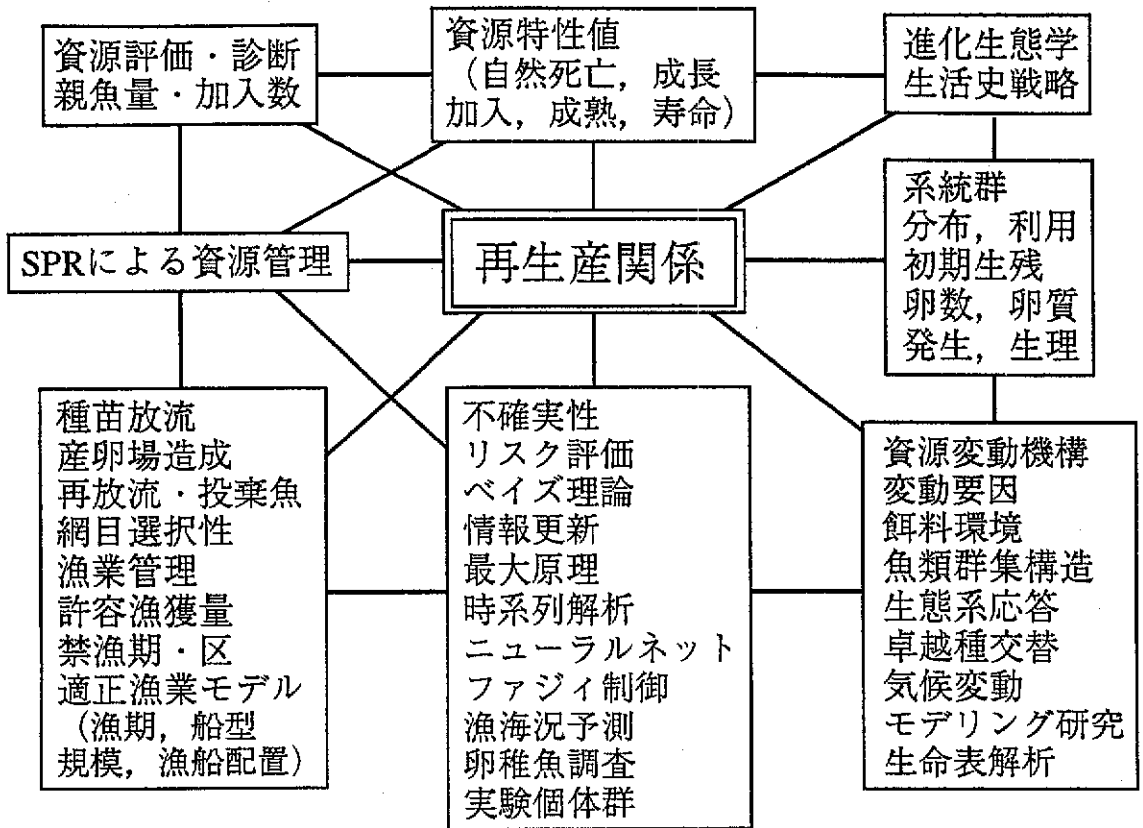 資源評価・診断
親魚量・加入数
資源特性値
（自然死亡，成長
加入，成熟，寿命）
進化生態学
生活史戦略
SPRによる資源管理
再生産関係
系統群
分布，利用
初期生残
卵数，卵質
発生，生理
種苗放流
産卵場造成
再放流・投棄魚
網目選択性
漁業管理
許容漁獲量
禁漁期・区
適正漁業モデル
（漁期，船型
規模，漁船配置）
不確実性
リスク評価
ベイズ理論
情報更新
最大原理
時系列解析
ニューラルネット
ファジィ制御
漁海況予測
卵稚魚調査
実験個体群
資源変動機構
変動要因
餌料環境
魚類群集構造
生態系応答
卓越種交替
気候変動
モデリング研究
生命表解析